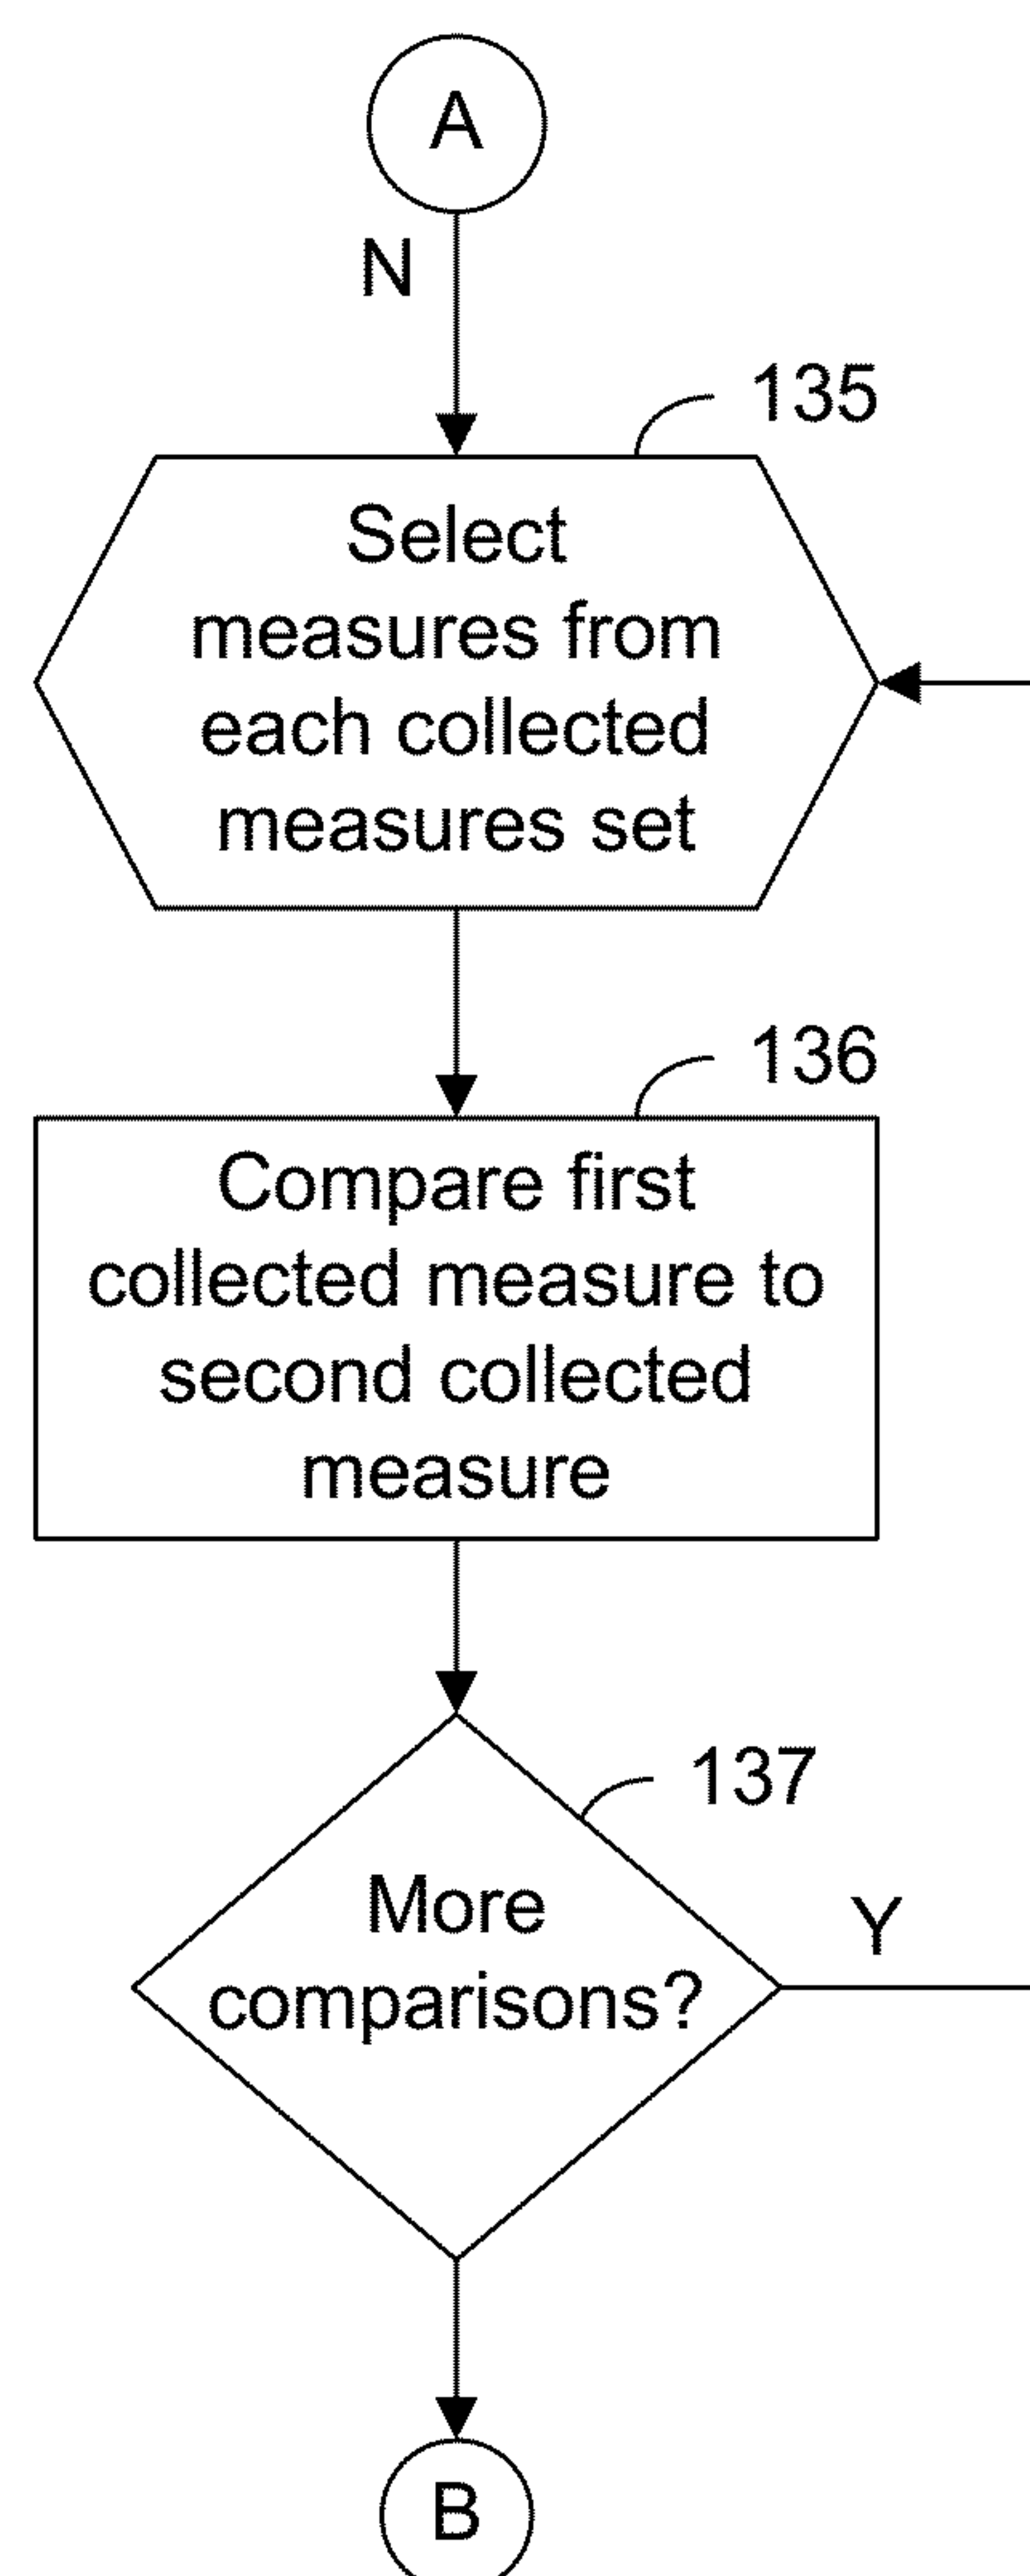 A
N
135
Select
measures from
each collected
measures set
136
Compare first
collected measure to
second collected
measure
137
More
comparisons?
Y
B